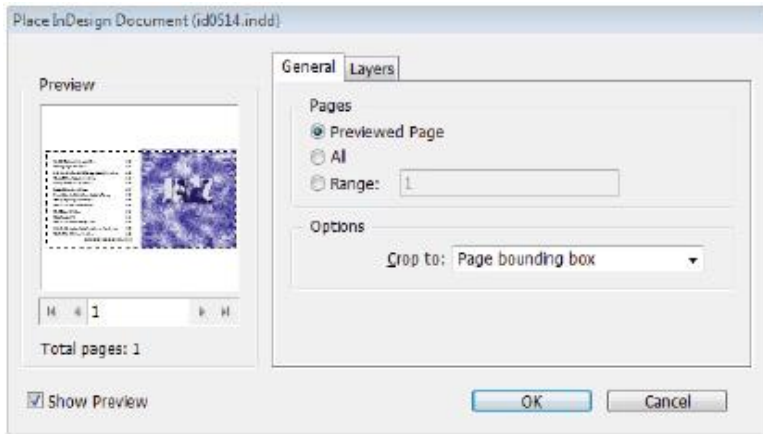 Place InDesign Document (id0514.indd)
General Layers
Preview
Pages
Previewed Page
All
Range: 1
Options
Crop to: Page bounding box
1
Total pages: 1
Show Preview
OK Cancel